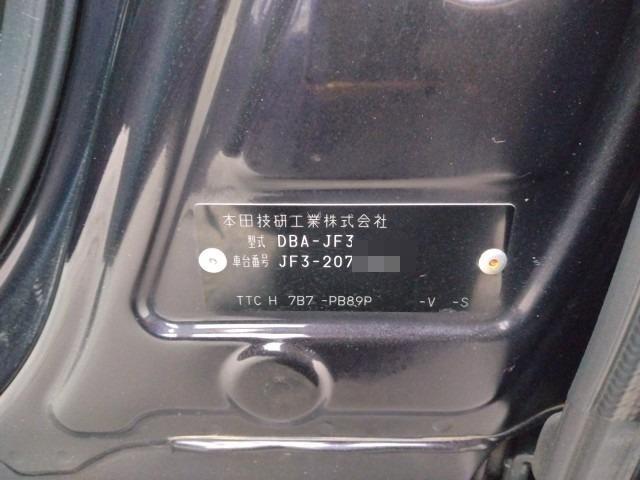 本田技研工業株式会社
型式 DBA-JF3
車台番号 JF3-207
TTC H 7B7 -PB89P -V -S